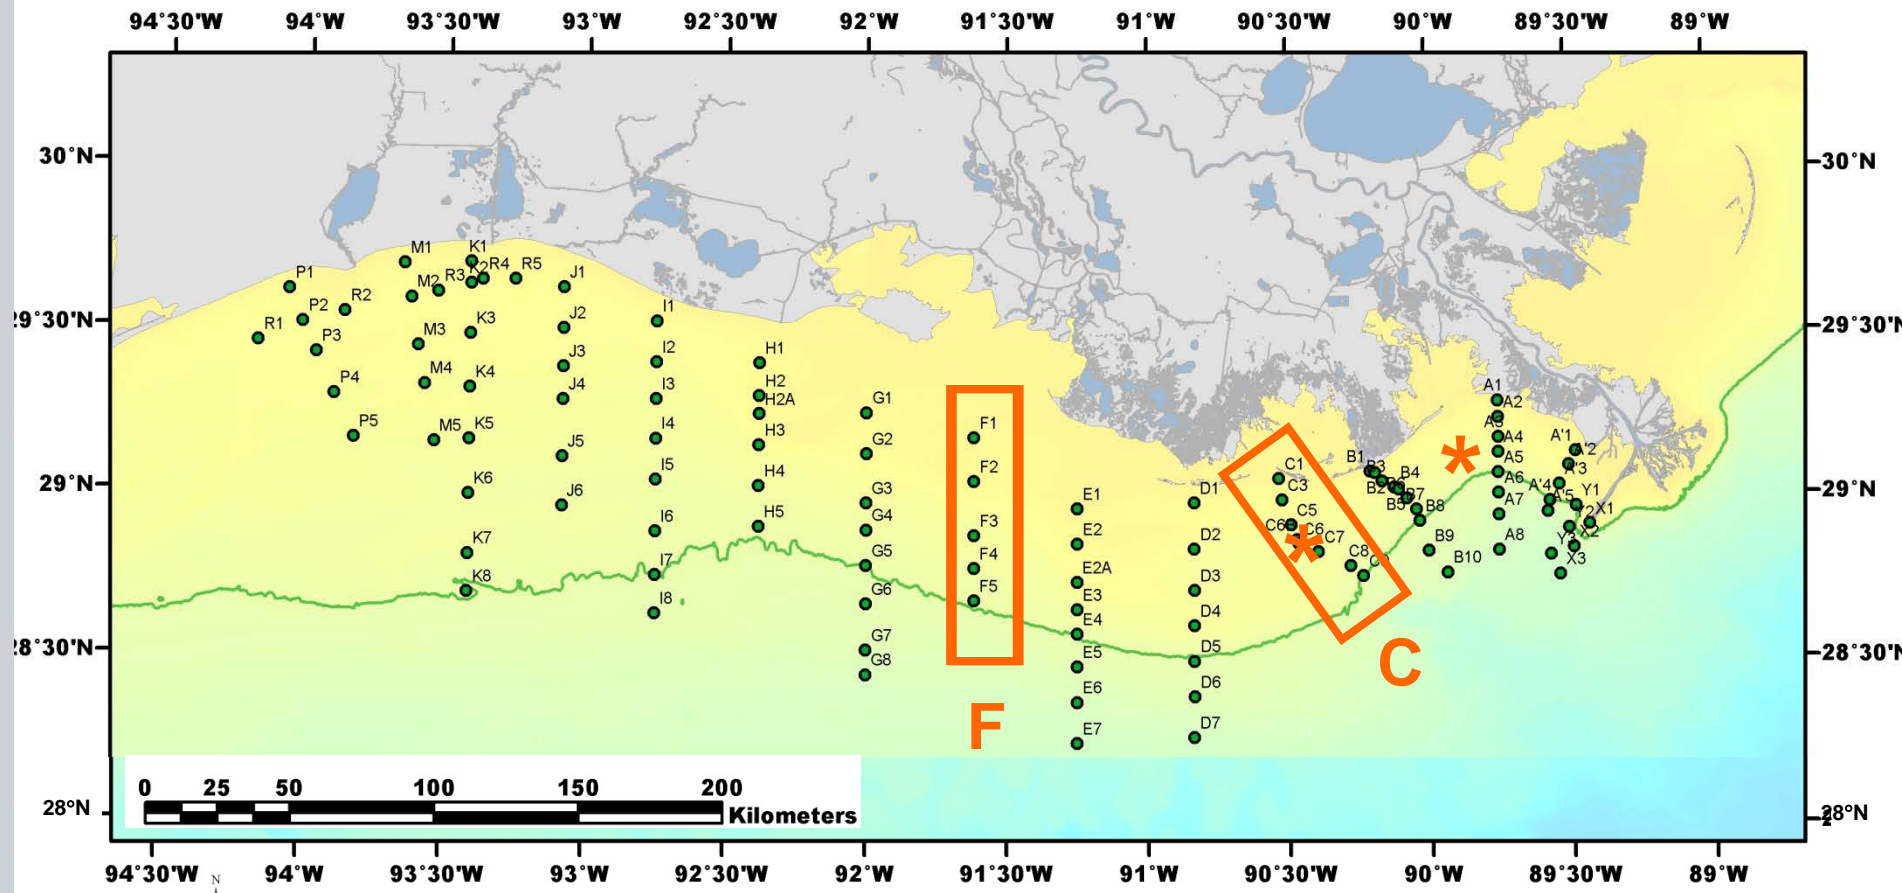 94°30'W 94°W 93°30'W 93°W 92°30'W 92°W 91°30'W 91°W 90°30'W 90°W 89°30'W 89°W
30°N 30°N
M1 K1
P1 K2 R4 R5 J1
M2 R3
P2 R2 I1
29°30'N 29°30'N
R1 P3 M3 K3 J2
J3 I2 H1
P4 M4 K4 J4 I3 H2 A1
H2A G1 A2
P5 M5 K5 I4 H3 F1 A3
J5 G2 A4 A'1 A'2
I5 H4 F2 C1 B1 B3 B4 A5 A'3
29°N 29°N
K6 J6 G3 E1 D1 C3 B2 B5 B7 A6 A'4 Y1
I6 H5 G4 F3 E2 D2 C5 B8 A7 A'5 X1
K7 G5 F4 C6 C7 B9 A8 Y2 X2
I7 E2A D3 C8 B10 Y3 X3
K8 G6 F5 E3
I8 E4 D4
28°30'N 28°30'N
G7 E5 D5 C
G8 E6 D6
F E7 D7
0 25 50 100 150 200
Kilometers
28°N 28°N
94°30'W 94°W 93°30'W 93°W 92°30'W 92°W 91°30'W 91°W 90°30'W 90°W 89°30'W 89°W
N